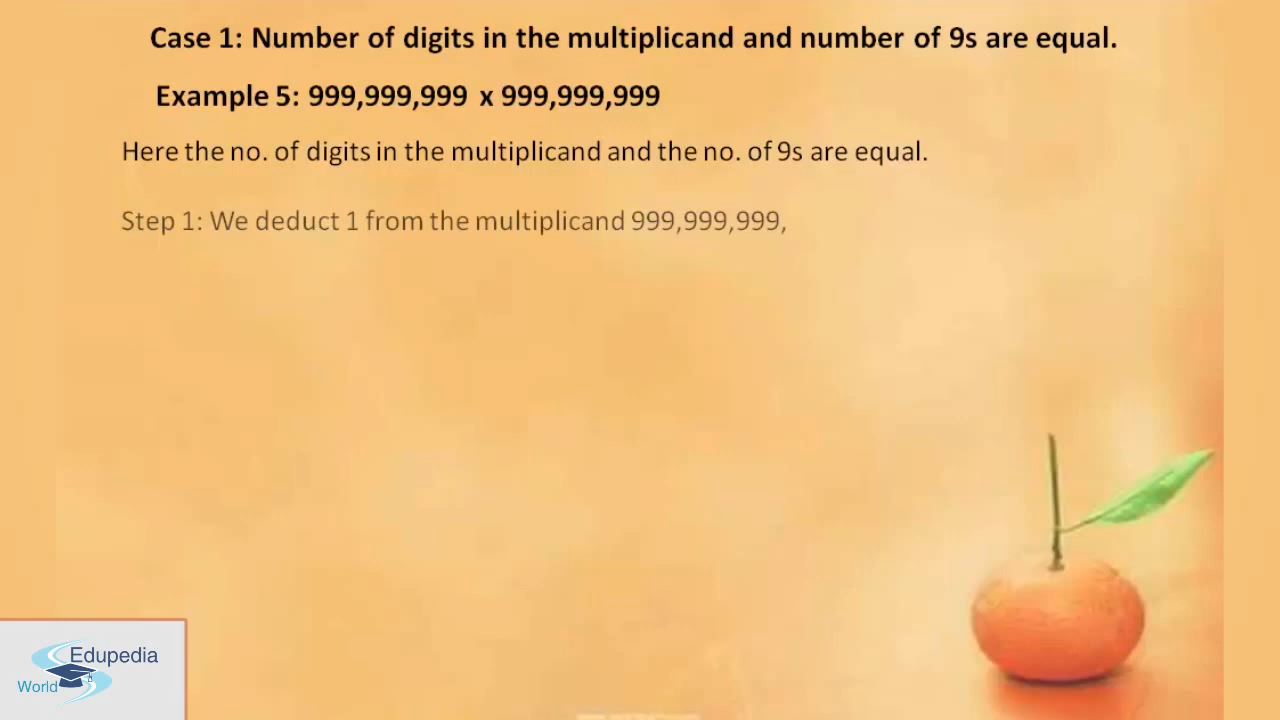 Case 1: Number of digits in the multiplicand and number of 9s are equal.
Example 5: 999,999,999 x 999,999,999
Here the no. of digits in the multiplicand and the no. of 9s are equal.
Step 1: We deduct 1 from the multiplicand 999,999,999,
Edupedia
World